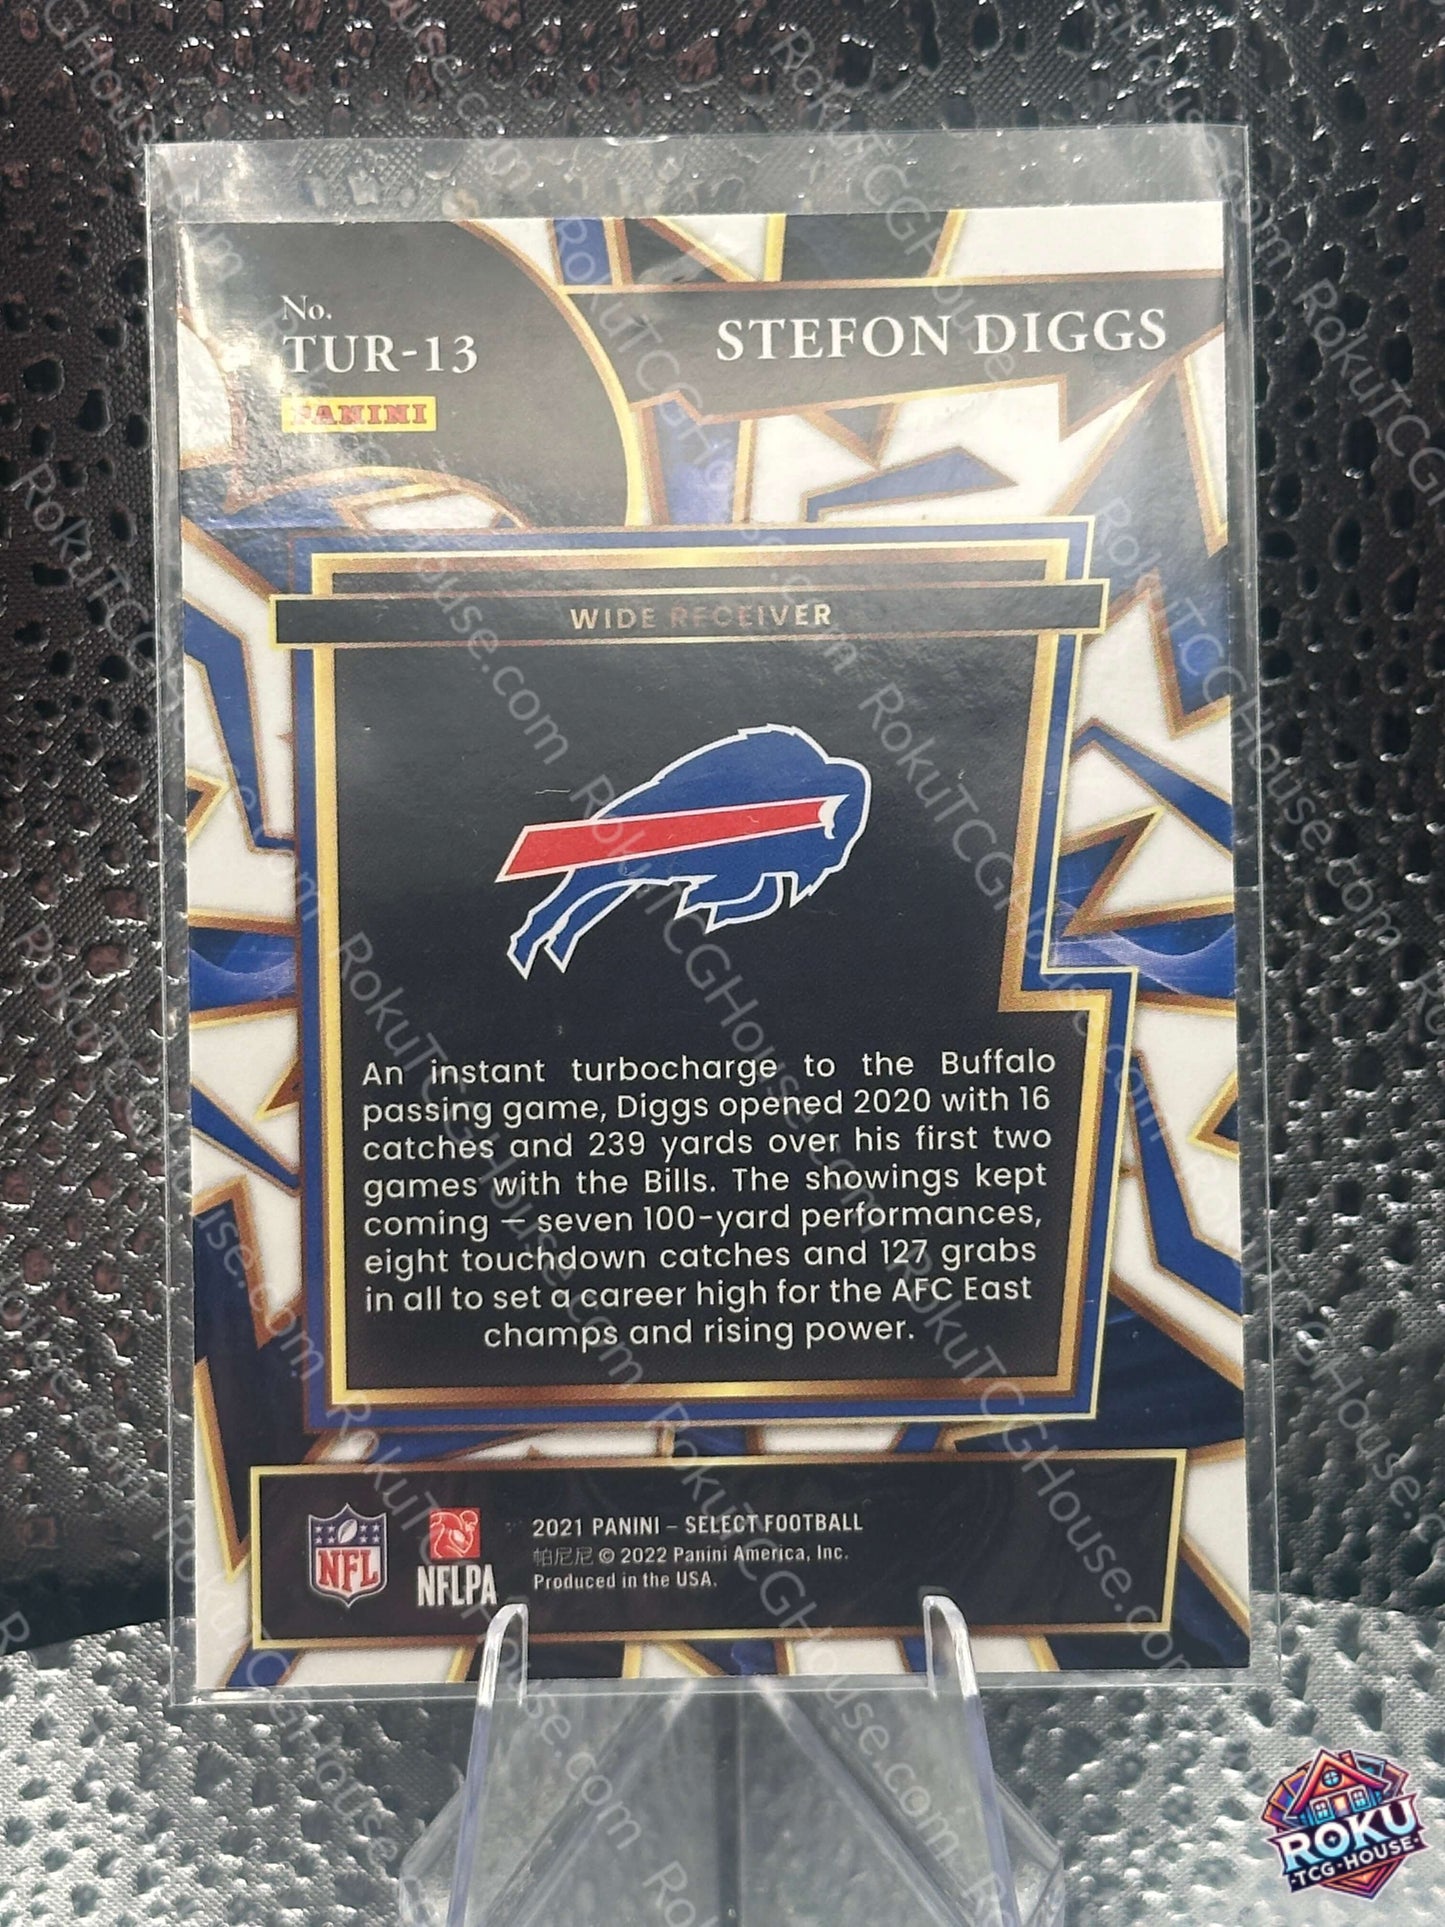 No.
TUR-13
PANINI
STEFON DIGGS
WIDE RECEIVER
An instant turbocharge to the Buffalo
passing game, Diggs opened 2020 with 16
catches and 239 yards over his first two
games with the Bills. The showings kept
coming — seven 100-yard performances,
eight touchdown catches and 127 grabs
in all to set a career high for the AFC East
champs and rising power.
NFL
NFLPA
2021 PANINI – SELECT FOOTBALL
帕尼尼 © 2022 Panini America, Inc.
Produced in the USA.
RokuTCGHouse.com
ROKU
·TCG·HOUSE·